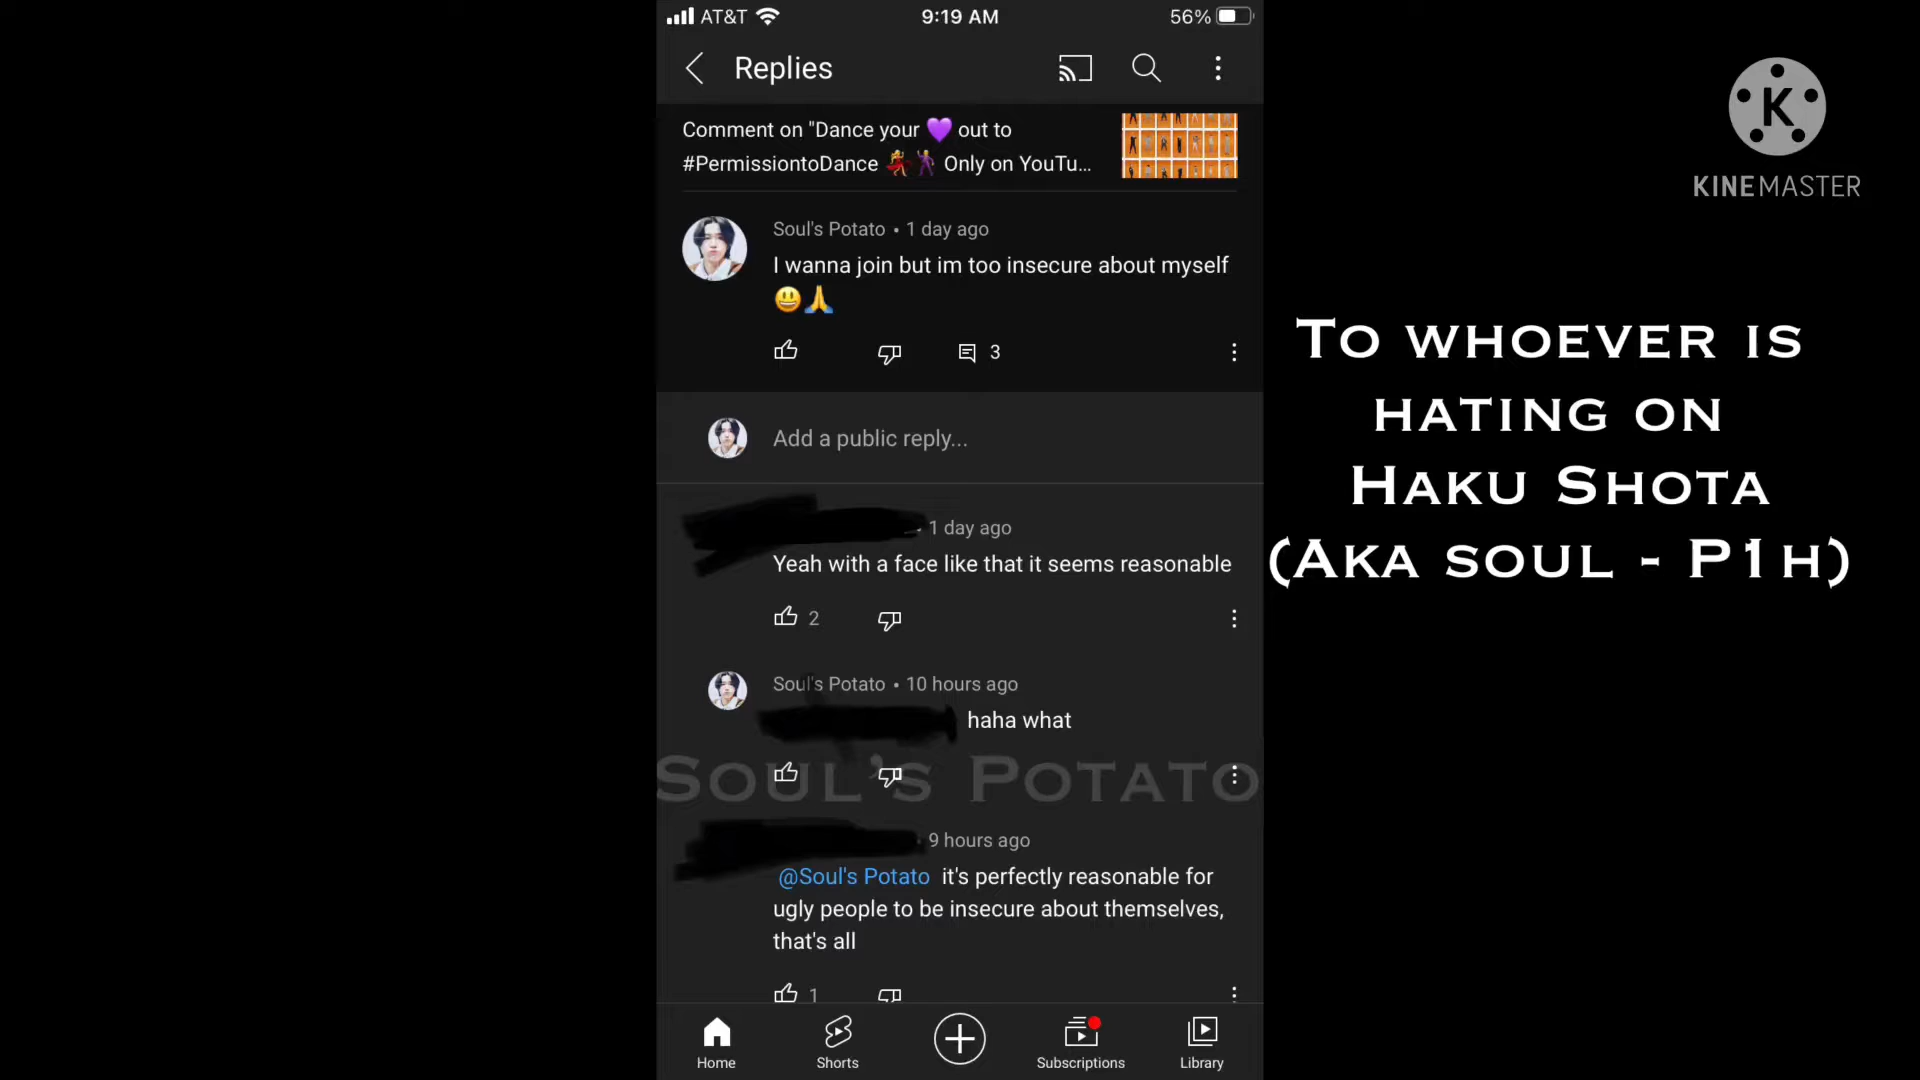 AT&T
9:19 AM
56%
Replies
Comment on "Dance your 💜 out to
#PermissiontoDance 💃🕺 Only on YouTu...
Soul's Potato • 1 day ago
I wanna join but im too insecure about myself
😃🙏
3
Add a public reply...
1 day ago
Yeah with a face like that it seems reasonable
2
Soul's Potato • 10 hours ago
haha what
Soul's Potato
9 hours ago
@Soul's Potato it's perfectly reasonable for
ugly people to be insecure about themselves,
that's all
1
Home
Shorts
Subscriptions
Library
K
KINEMASTER
To whoever is
hating on
Haku Shota
(Aka soul - P1h)